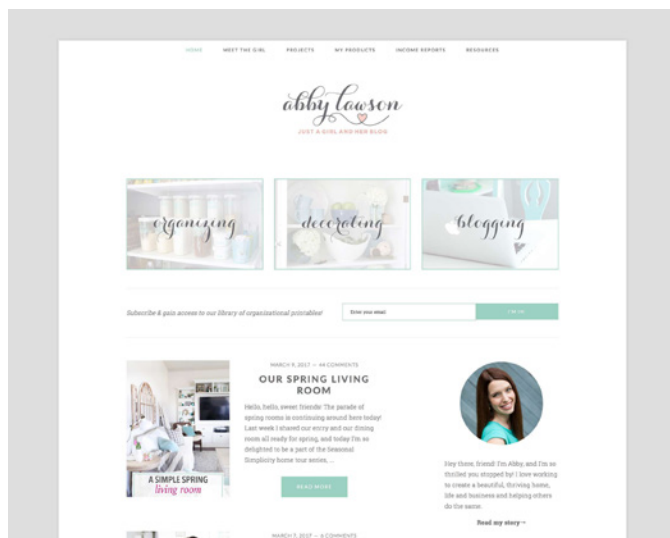 HOME MEET THE GIRL PROJECTS MY PRODUCTS INCOME REPORTS RESOURCES
abby lawson
JUST A GIRL AND HER BLOG
organizing decorating blogging
Subscribe & gain access to our library of organizational printables! Enter your email I'M IN
MARCH 9, 2017 — 44 COMMENTS
OUR SPRING LIVING
ROOM
Hello, hello, sweet friends! The parade of
spring rooms is continuing around here today!
Last week I shared our entry and our dining
room all ready for spring, and today I'm so
delighted to be a part of the Seasonal
Simplicity home tour series, ...
READ MORE
A SIMPLE SPRING
living room
Hey there, friend! I'm Abby, and I'm so
thrilled you stopped by! I love working
to create a beautiful, thriving home,
life and business and helping others
do the same.
Read my story→
MARCH 7, 2017 — 6 COMMENTS